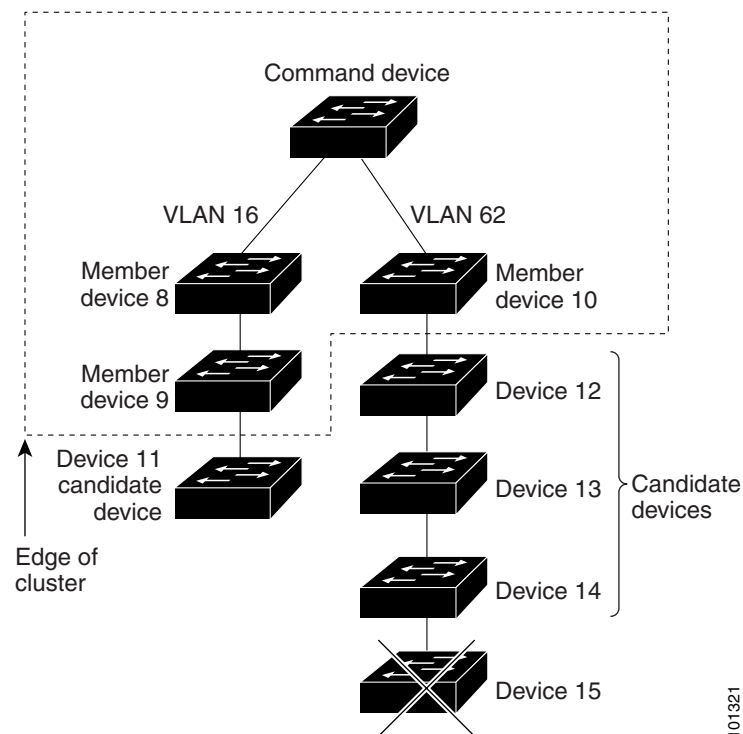 Command device
VLAN 16
VLAN 62
Member
device 8
Member
device 10
Member
device 9
Device 12
Device 11
candidate
device
Device 13
Candidate
devices
Edge of
cluster
Device 14
Device 15
101321